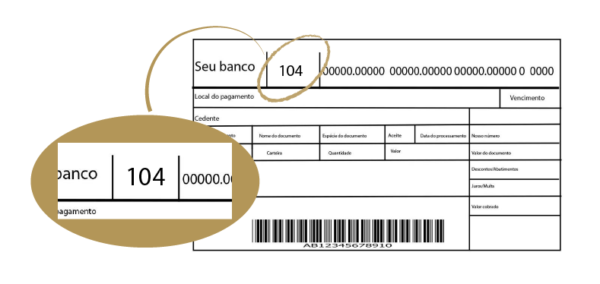 Seu banco 104 00000.00000 00000.00000 00000.00000 0 0000
Local do pagamento Vencimento
Cedente
Nome do documento Espécie do documento Aceite Data do processamento Nosso número
Carteira Quantidade Valor Valor do documento
Descontos/Abatimentos
Juros/Multa
Valor cobrado
AB12345678910
banco 104 00000.00
pagamento